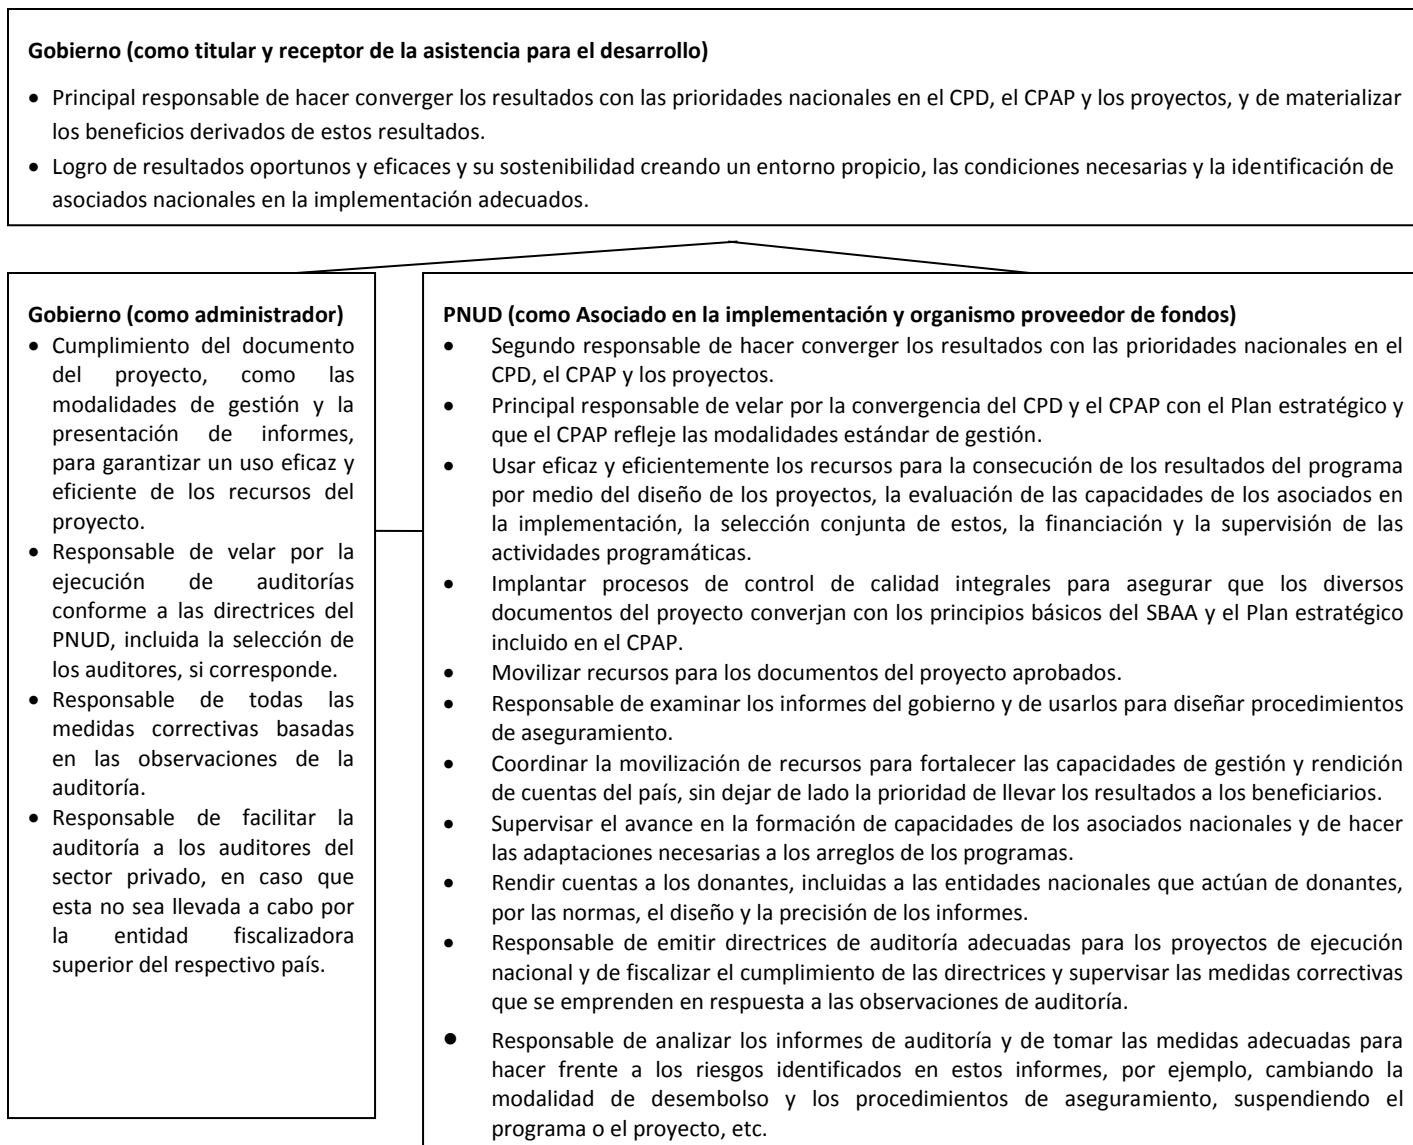 Gobierno (como titular y receptor de la asistencia para el desarrollo)
• Principal responsable de hacer converger los resultados con las prioridades nacionales en el CPD, el CPAP y los proyectos, y de materializar
los beneficios derivados de estos resultados.
• Logro de resultados oportunos y eficaces y su sostenibilidad creando un entorno propicio, las condiciones necesarias y la identificación de
asociados nacionales en la implementación adecuados.
Gobierno (como administrador)
• Cumplimiento del documento
del proyecto, como las
modalidades de gestión y la
presentación de informes,
para garantizar un uso eficaz y
eficiente de los recursos del
proyecto.
• Responsable de velar por la
ejecución de auditorías
conforme a las directrices del
PNUD, incluida la selección de
los auditores, si corresponde.
• Responsable de todas las
medidas correctivas basadas
en las observaciones de la
auditoría.
• Responsable de facilitar la
auditoría a los auditores del
sector privado, en caso que
esta no sea llevada a cabo por
la entidad fiscalizadora
superior del respectivo país.
PNUD (como Asociado en la implementación y organismo proveedor de fondos)
• Segundo responsable de hacer converger los resultados con las prioridades nacionales en el
CPD, el CPAP y los proyectos.
• Principal responsable de velar por la convergencia del CPD y el CPAP con el Plan estratégico y
que el CPAP refleje las modalidades estándar de gestión.
• Usar eficaz y eficientemente los recursos para la consecución de los resultados del programa
por medio del diseño de los proyectos, la evaluación de las capacidades de los asociados en
la implementación, la selección conjunta de estos, la financiación y la supervisión de las
actividades programáticas.
• Implantar procesos de control de calidad integrales para asegurar que los diversos
documentos del proyecto converjan con los principios básicos del SBAA y el Plan estratégico
incluido en el CPAP.
• Movilizar recursos para los documentos del proyecto aprobados.
• Responsable de examinar los informes del gobierno y de usarlos para diseñar procedimientos
de aseguramiento.
• Coordinar la movilización de recursos para fortalecer las capacidades de gestión y rendición
de cuentas del país, sin dejar de lado la prioridad de llevar los resultados a los beneficiarios.
• Supervisar el avance en la formación de capacidades de los asociados nacionales y de hacer
las adaptaciones necesarias a los arreglos de los programas.
• Rendir cuentas a los donantes, incluidas a las entidades nacionales que actúan de donantes,
por las normas, el diseño y la precisión de los informes.
• Responsable de emitir directrices de auditoría adecuadas para los proyectos de ejecución
nacional y de fiscalizar el cumplimiento de las directrices y supervisar las medidas correctivas
que se emprenden en respuesta a las observaciones de auditoría.
• Responsable de analizar los informes de auditoría y de tomar las medidas adecuadas para
hacer frente a los riesgos identificados en estos informes, por ejemplo, cambiando la
modalidad de desembolso y los procedimientos de aseguramiento, suspendiendo el
programa o el proyecto, etc.